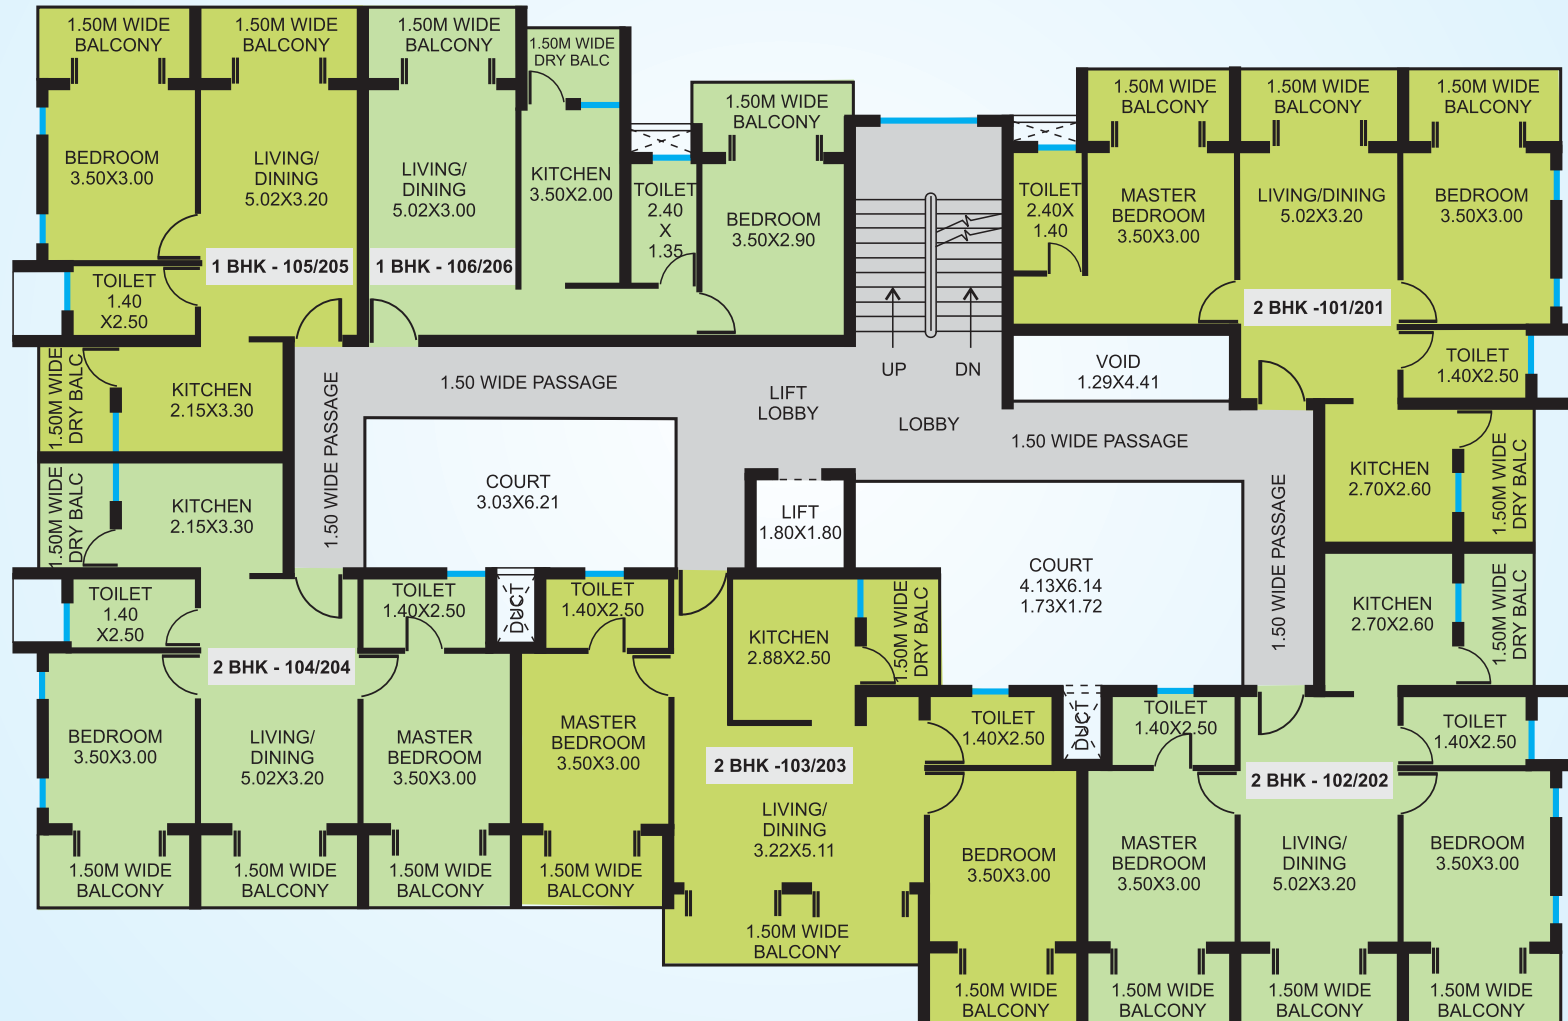 1.50M WIDE
BALCONY
1.50M WIDE
BALCONY
1.50M WIDE
BALCONY
1.50M WIDE
DRY BALC
BEDROOM
3.50X3.00
LIVING/
DINING
5.02X3.20
LIVING/
DINING
5.02X3.00
KITCHEN
3.50X2.00
TOILET
2.40
X
1.35
1.50M WIDE
BALCONY
BEDROOM
3.50X2.90
1 BHK - 105/205
1 BHK - 106/206
TOILET
1.40
X2.50
1.50M WIDE
DRY BALC
KITCHEN
2.15X3.30
UP
DN
1.50M WIDE
BALCONY
1.50M WIDE
BALCONY
1.50M WIDE
BALCONY
TOILET
2.40X
1.40
MASTER
BEDROOM
3.50X3.00
LIVING/DINING
5.02X3.20
BEDROOM
3.50X3.00
2 BHK -101/201
VOID
1.29X4.41
TOILET
1.40X2.50
KITCHEN
2.70X2.60
1.50M WIDE
DRY BALC
1.50 WIDE PASSAGE
1.50 WIDE PASSAGE
LIFT
LOBBY
LOBBY
1.50 WIDE PASSAGE
1.50 WIDE PASSAGE
COURT
3.03X6.21
LIFT
1.80X1.80
COURT
4.13X6.14
1.73X1.72
1.50M WIDE
DRY BALC
KITCHEN
2.15X3.30
TOILET
1.40
X2.50
TOILET
1.40X2.50
DUCT
2 BHK - 104/204
BEDROOM
3.50X3.00
LIVING/
DINING
5.02X3.20
MASTER
BEDROOM
3.50X3.00
1.50M WIDE
BALCONY
1.50M WIDE
BALCONY
1.50M WIDE
BALCONY
TOILET
1.40X2.50
KITCHEN
2.88X2.50
1.50M WIDE
DRY BALC
MASTER
BEDROOM
3.50X3.00
2 BHK -103/203
LIVING/
DINING
3.22X5.11
TOILET
1.40X2.50
BEDROOM
3.50X3.00
1.50M WIDE
BALCONY
1.50M WIDE
BALCONY
1.50M WIDE
BALCONY
DUCT
KITCHEN
2.70X2.60
1.50M WIDE
DRY BALC
TOILET
1.40X2.50
TOILET
1.40X2.50
2 BHK - 102/202
MASTER
BEDROOM
3.50X3.00
LIVING/
DINING
5.02X3.20
BEDROOM
3.50X3.00
1.50M WIDE
BALCONY
1.50M WIDE
BALCONY
1.50M WIDE
BALCONY